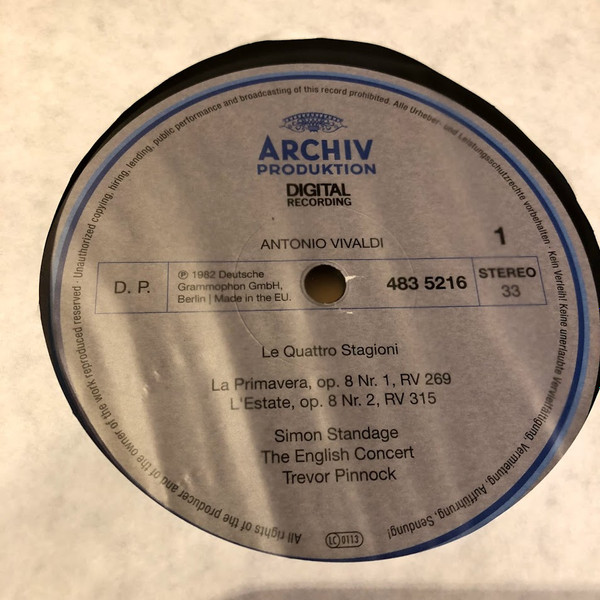 ARCHIV
PRODUKTION
DIGITAL
RECORDING
ANTONIO VIVALDI
1
D. P.
℗ 1982 Deutsche
Grammophon GmbH,
Berlin | Made in the EU.
483 5216
STEREO
33
Le Quattro Stagioni
La Primavera, op. 8 Nr. 1, RV 269
L'Estate, op. 8 Nr. 2, RV 315
Simon Standage
The English Concert
Trevor Pinnock
LC 0113
All rights of the producer and of the owner of the work reproduced reserved · Unauthorized copying, hiring, lending, public performance and broadcasting of this record prohibited. Alle Urheber- und Leistungsschutzrechte vorbehalten · Kein Verleih! Keine unerlaubte Vervielfältigung, Vermietung, Aufführung, Sendung!